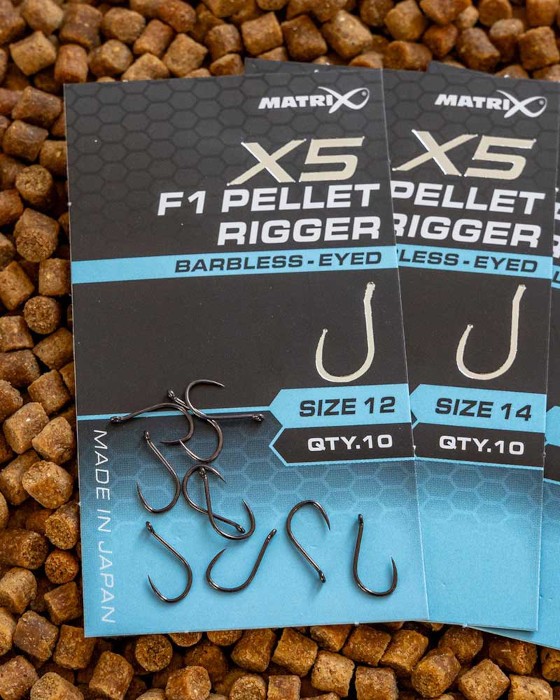 MATRIX
X5
F1 PELLET
RIGGER
BARBLESS-EYED
SIZE 12
QTY.10
MADE IN JAPAN
MATRIX
X5
PELLET
RIGGER
LESS-EYED
SIZE 14
QTY.10